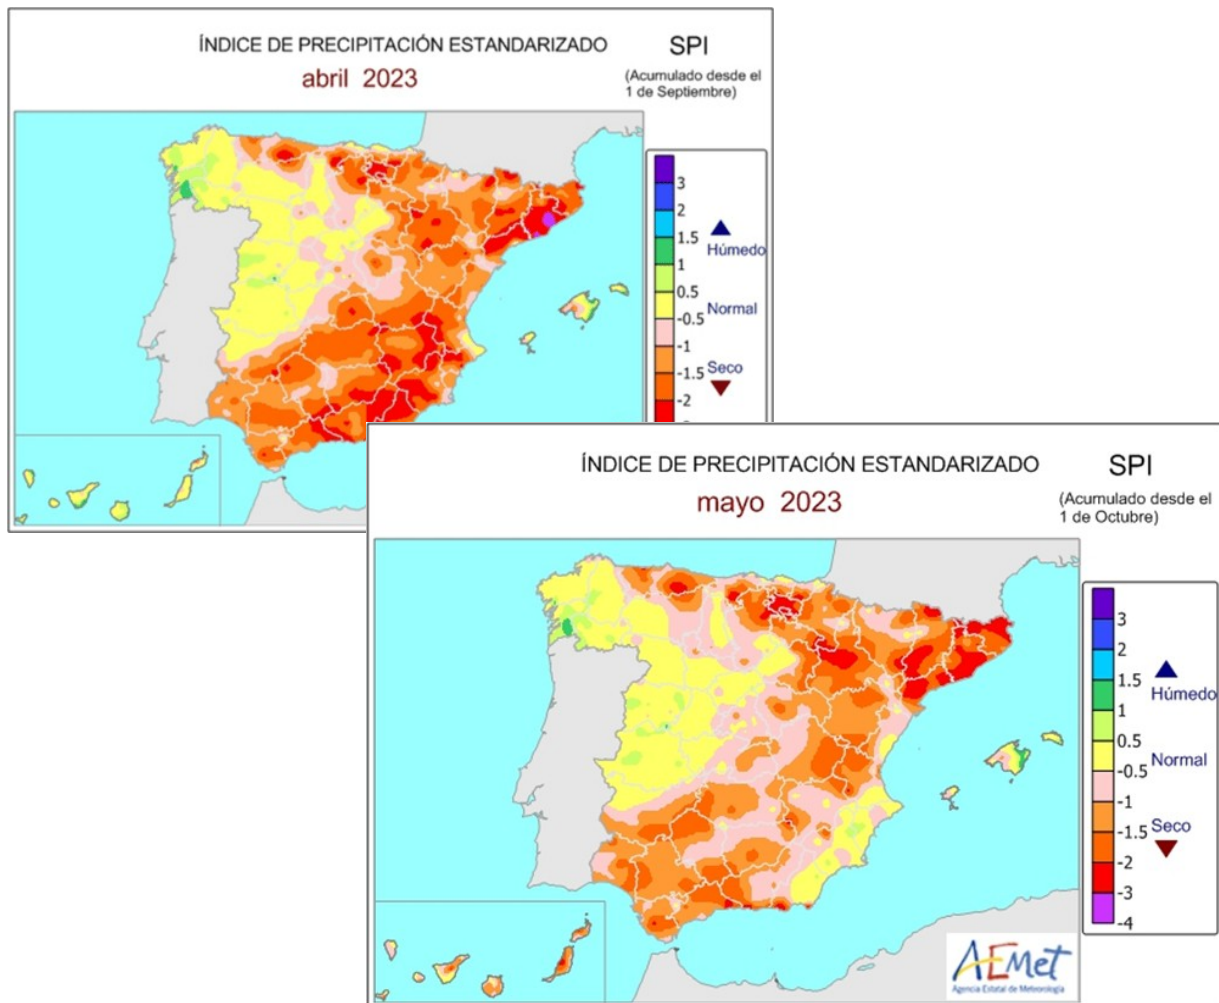 ÍNDICE DE PRECIPITACIÓN ESTANDARIZADO SPI
abril 2023
(Acumulado desde el
1 de Septiembre)
3
2
1.5
1
0.5
-0.5
-1
-1.5
-2
Húmedo
Normal
Seco
ÍNDICE DE PRECIPITACIÓN ESTANDARIZADO SPI
mayo 2023
(Acumulado desde el
1 de Octubre)
3
2
1.5
1
0.5
-0.5
-1
-1.5
-2
-3
-4
Húmedo
Normal
Seco
AEMet
Agencia Estatal de Meteorología